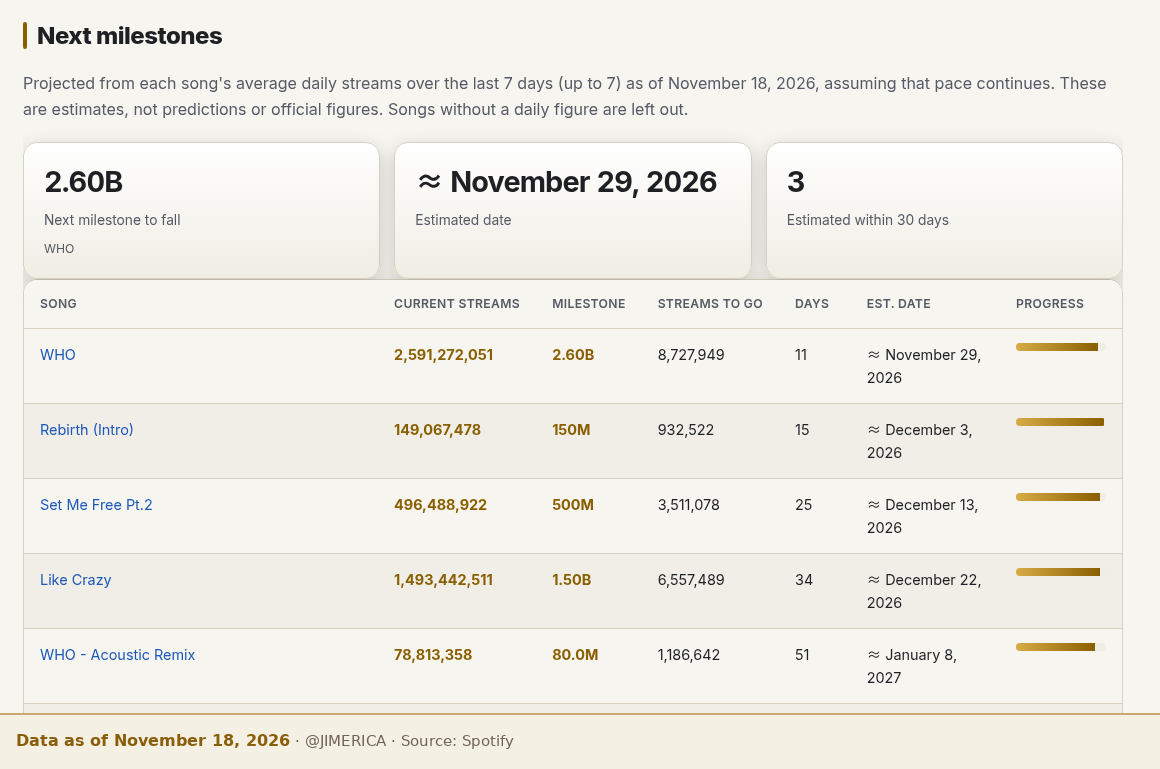 Next milestones
Projected from each song's average daily streams over the last 7 days (up to 7) as of November 18, 2026, assuming that pace continues. These
are estimates, not predictions or official figures. Songs without a daily figure are left out.
2.60B
Next milestone to fall
WHO
≈ November 29, 2026
Estimated date
3
Estimated within 30 days
SONG CURRENT STREAMS MILESTONE STREAMS TO GO DAYS EST. DATE PROGRESS
WHO 2,591,272,051 2.60B 8,727,949 11 ≈ November 29,
2026
Rebirth (Intro) 149,067,478 150M 932,522 15 ≈ December 3,
2026
Set Me Free Pt.2 496,488,922 500M 3,511,078 25 ≈ December 13,
2026
Like Crazy 1,493,442,511 1.50B 6,557,489 34 ≈ December 22,
2026
WHO - Acoustic Remix 78,813,358 80.0M 1,186,642 51 ≈ January 8,
2027
Data as of November 18, 2026 · @JIMERICA · Source: Spotify